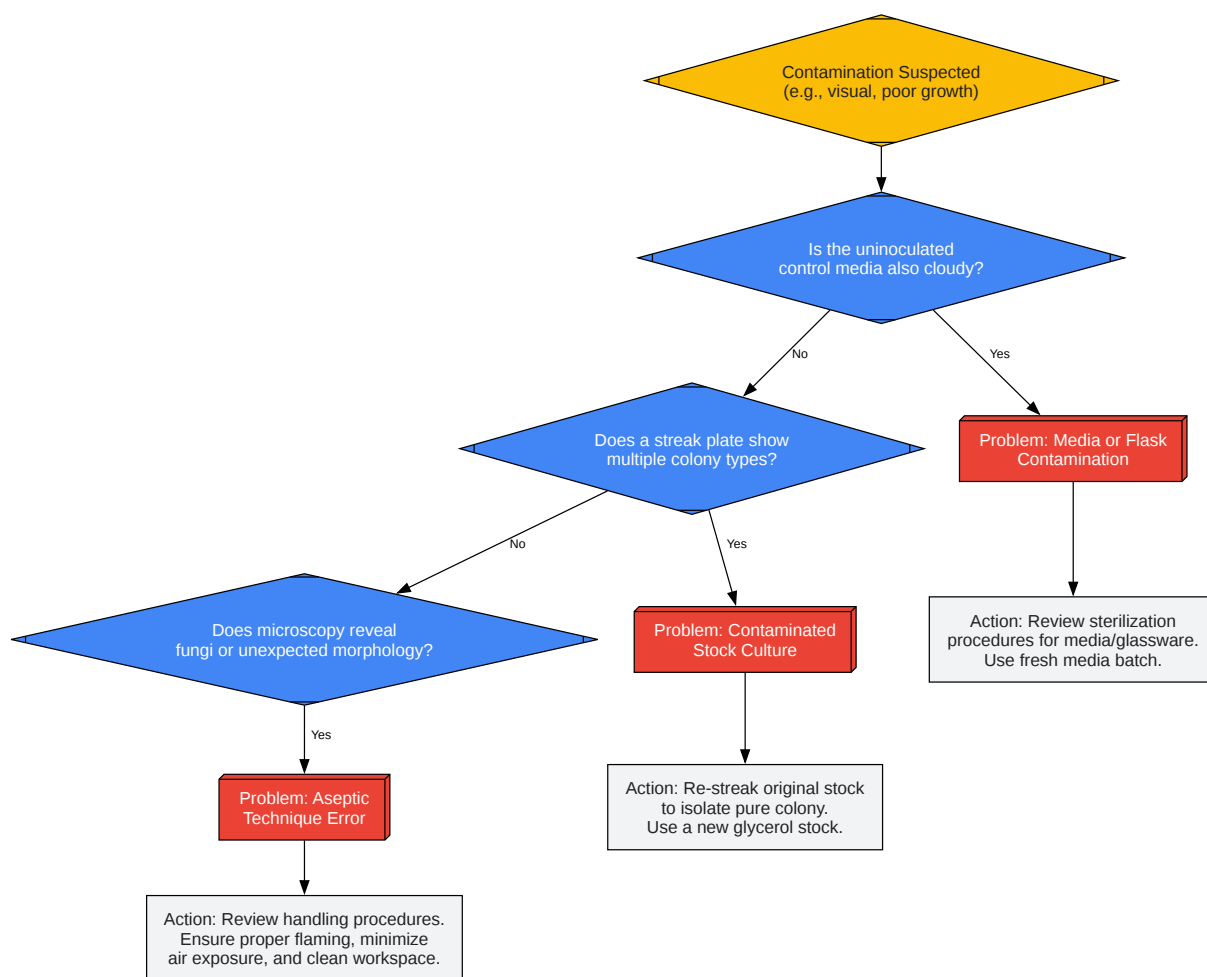 Contamination Suspected
(e.g., visual, poor growth)
Is the uninoculated
control media also cloudy?
No
Yes
Does a streak plate show
multiple colony types?
Problem: Media or Flask
Contamination
No
Yes
Does microscopy reveal
fungi or unexpected morphology?
Problem: Contaminated
Stock Culture
Action: Review sterilization
procedures for media/glassware.
Use fresh media batch.
Yes
Problem: Aseptic
Technique Error
Action: Re-streak original stock
to isolate pure colony.
Use a new glycerol stock.
Action: Review handling procedures.
Ensure proper flaming, minimize
air exposure, and clean workspace.